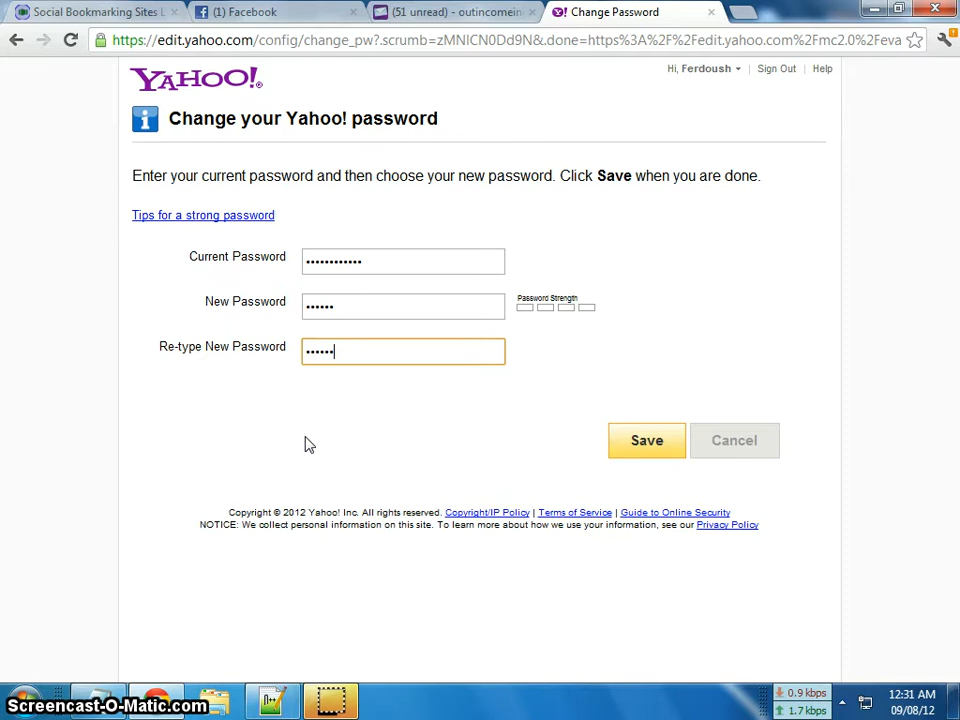 Social Bookmarking Sites L
(1) Facebook
(51 unread) - outincomein
Y! Change Password
https://edit.yahoo.com/config/change_pw?.scrumb=zMNICN0Dd9N&.done=https%3A%2F%2Fedit.yahoo.com%2Fmc2.0%2Feva
YAHOO!
Hi, Ferdoush
Sign Out
Help
Change your Yahoo! password
Enter your current password and then choose your new password. Click Save when you are done.
Tips for a strong password
Current Password ••••••••••••
New Password ••••••
Password Strength
Re-type New Password ••••••
Save
Cancel
Copyright © 2012 Yahoo! Inc. All rights reserved. Copyright/IP Policy | Terms of Service | Guide to Online Security
NOTICE: We collect personal information on this site. To learn more about how we use your information, see our Privacy Policy
Screencast-O-Matic.com
0.9 kbps
1.7 kbps
12:31 AM
09/08/12